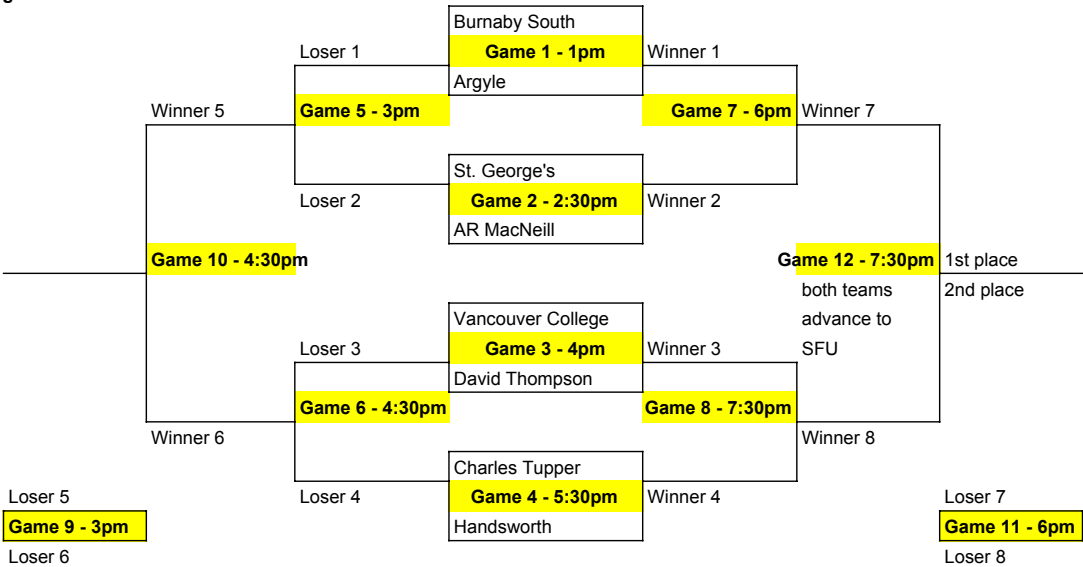 Burnaby South
Loser 1
Game 1 - 1pm
Winner 1
Argyle
Winner 5
Game 5 - 3pm
Game 7 - 6pm
Winner 7
St. George's
Loser 2
Game 2 - 2:30pm
Winner 2
AR MacNeill
Game 10 - 4:30pm
Game 12 - 7:30pm
1st place
both teams
2nd place
advance to
Vancouver College
Loser 3
Game 3 - 4pm
Winner 3
SFU
David Thompson
Game 6 - 4:30pm
Game 8 - 7:30pm
Winner 6
Winner 8
Charles Tupper
Loser 5
Loser 4
Game 4 - 5:30pm
Winner 4
Loser 7
Game 9 - 3pm
Handsworth
Game 11 - 6pm
Loser 6
Loser 8